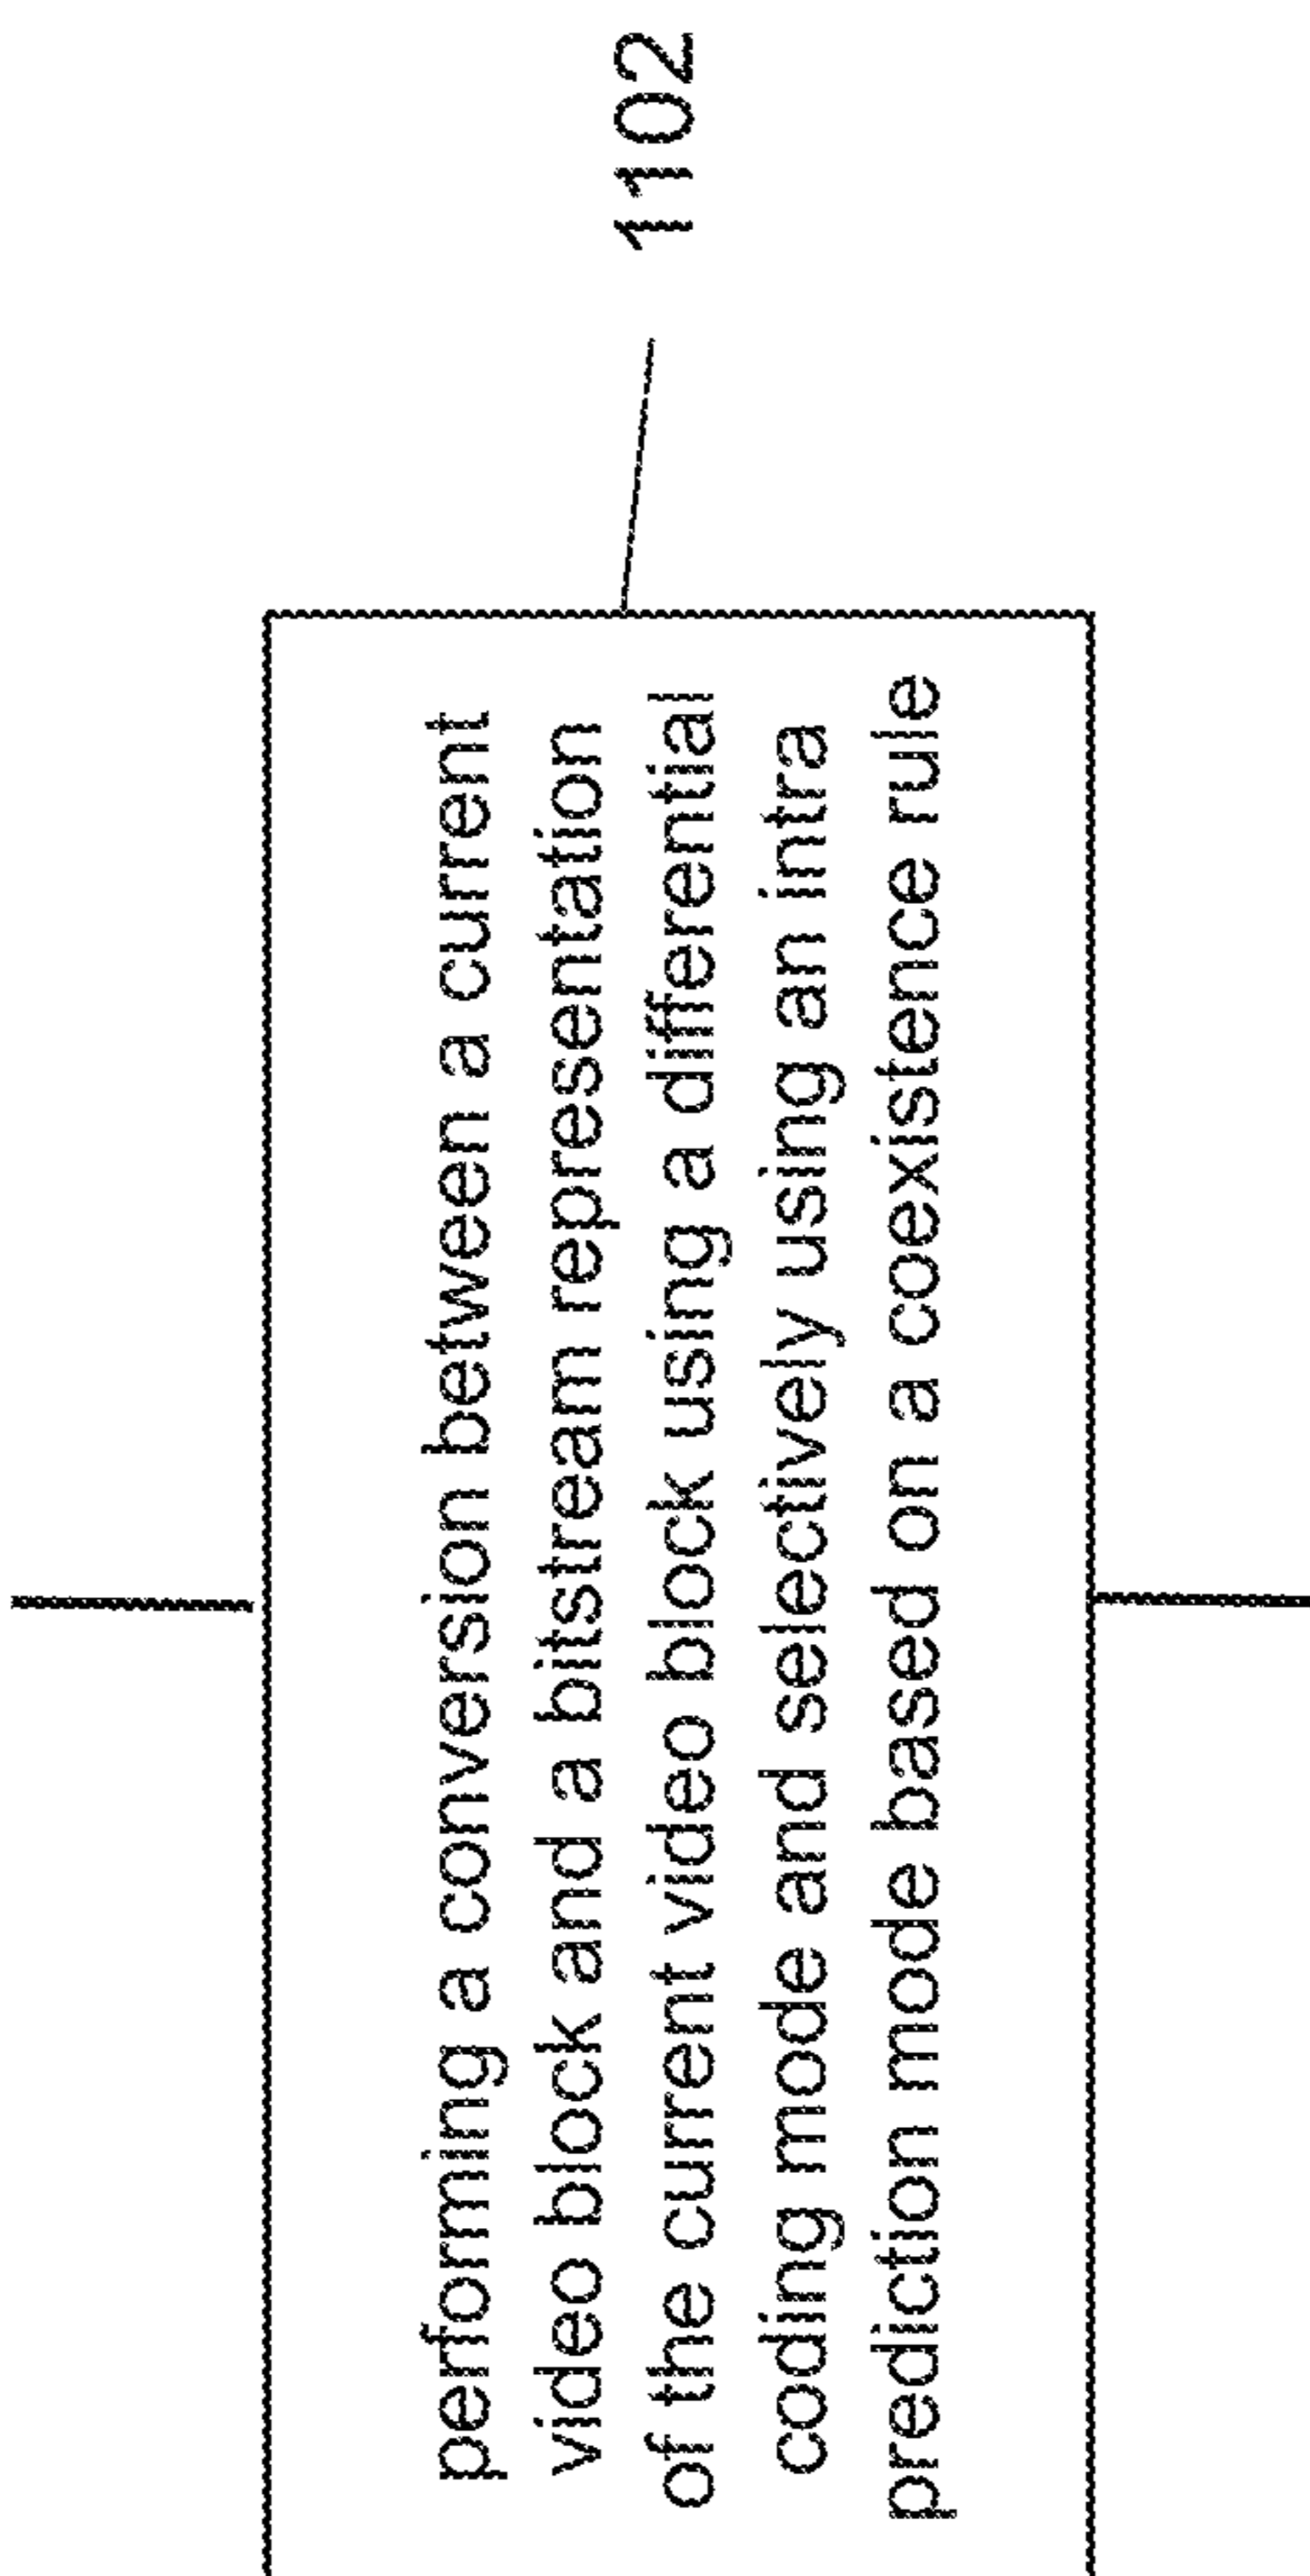 performing a conversion between a current
video block and a bitstream representation
of the current video block using a differential
coding mode and selectively using an intra
prediction mode based on a coexistence rule
1102